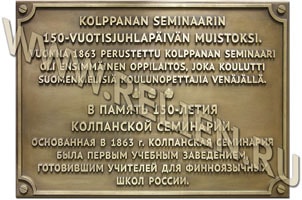 KOLPPANAN SEMINAARIN
150-VUOTISJUHLAPÄIVÄN MUISTOKSI.
VUONNA 1863 PERUSTETTU KOLPPANAN SEMINAARI
OLI ENSIMMÄINEN OPPILAITOS, JOKA KOULUTTI
SUOMENKIELISIÄ KOULUNOPETTAJIA VENÄJÄLLÄ.
В ПАМЯТЬ 150-ЛЕТИЯ
КОЛПАНСКОЙ СЕМИНАРИИ.
ОСНОВАННАЯ В 1863 г. КОЛПАНСКАЯ СЕМИНАРИЯ
БЫЛА ПЕРВЫМ УЧЕБНЫМ ЗАВЕДЕНИЕМ,
ГОТОВИВШИМ УЧИТЕЛЕЙ ДЛЯ ФИННОЯЗЫЧНЫХ
ШКОЛ РОССИИ.